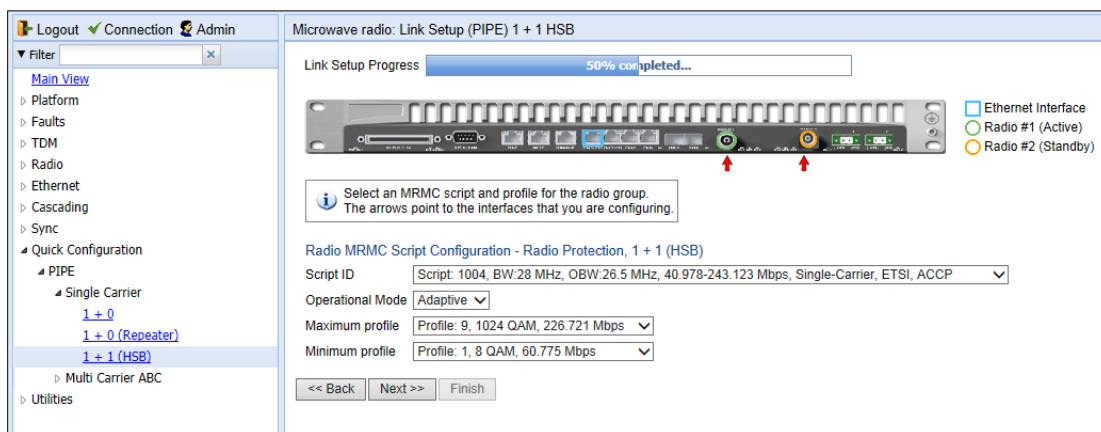 Logout Connection Admin
Filter
Main View
Platform
Faults
TDM
Radio
Ethernet
Cascading
Sync
Quick Configuration
PIPE
Single Carrier
1 + 0
1 + 0 (Repeater)
1 + 1 (HSB)
Multi Carrier ABC
Utilities
Microwave radio: Link Setup (PIPE) 1 + 1 HSB
Link Setup Progress 50% completed...
Ethernet Interface
Radio #1 (Active)
Radio #2 (Standby)
Select an MRMC script and profile for the radio group.
The arrows point to the interfaces that you are configuring.
Radio MRMC Script Configuration - Radio Protection, 1 + 1 (HSB)
Script ID Script: 1004, BW:28 MHz, OBW:26.5 MHz, 40.978-243.123 Mbps, Single-Carrier, ETSI, ACCP
Operational Mode Adaptive
Maximum profile Profile: 9, 1024 QAM, 226.721 Mbps
Minimum profile Profile: 1, 8 QAM, 60.775 Mbps
<< Back Next >> Finish